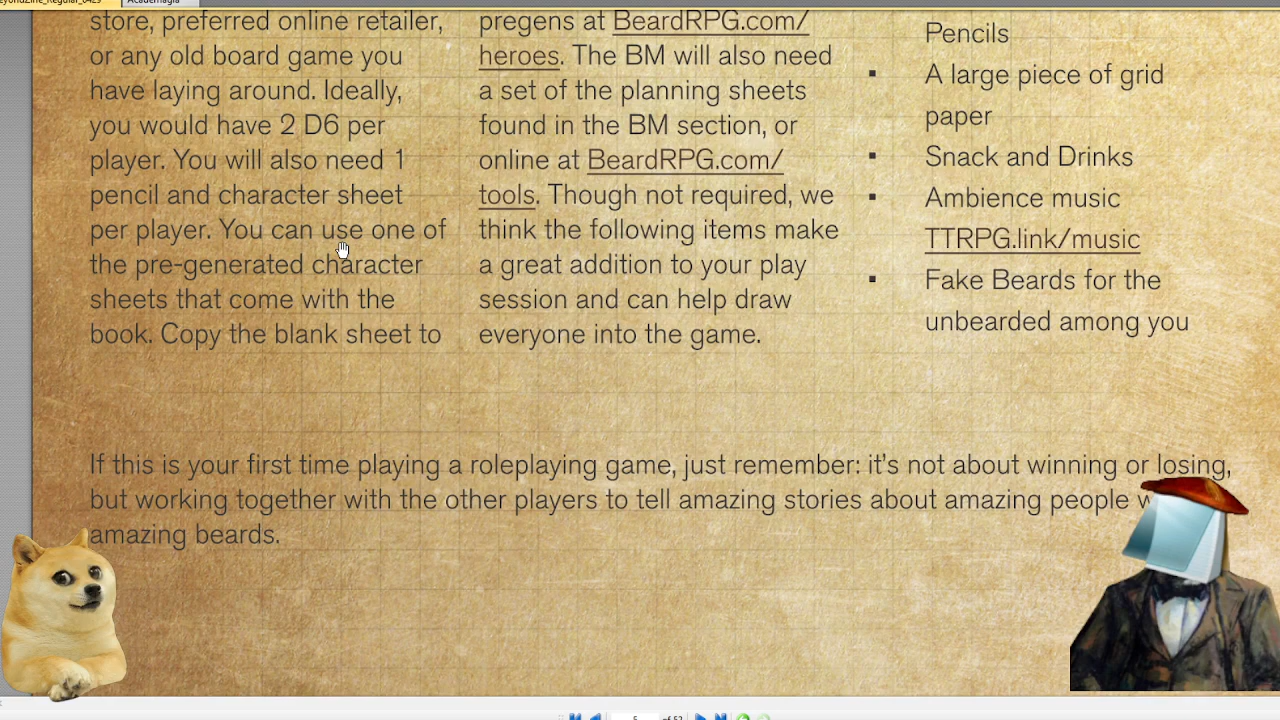 store, preferred online retailer,
or any old board game you
have laying around. Ideally,
you would have 2 D6 per
player. You will also need 1
pencil and character sheet
per player. You can use one of
the pre-generated character
sheets that come with the
book. Copy the blank sheet to
pregens at BeardRPG.com/
heroes. The BM will also need
a set of the planning sheets
found in the BM section, or
online at BeardRPG.com/
tools. Though not required, we
think the following items make
a great addition to your play
session and can help draw
everyone into the game.
Pencils
▪ A large piece of grid
paper
▪ Snack and Drinks
▪ Ambience music
TTRPG.link/music
▪ Fake Beards for the
unbearded among you
If this is your first time playing a roleplaying game, just remember: it's not about winning or losing,
but working together with the other players to tell amazing stories about amazing people
amazing beards.
5 of 52